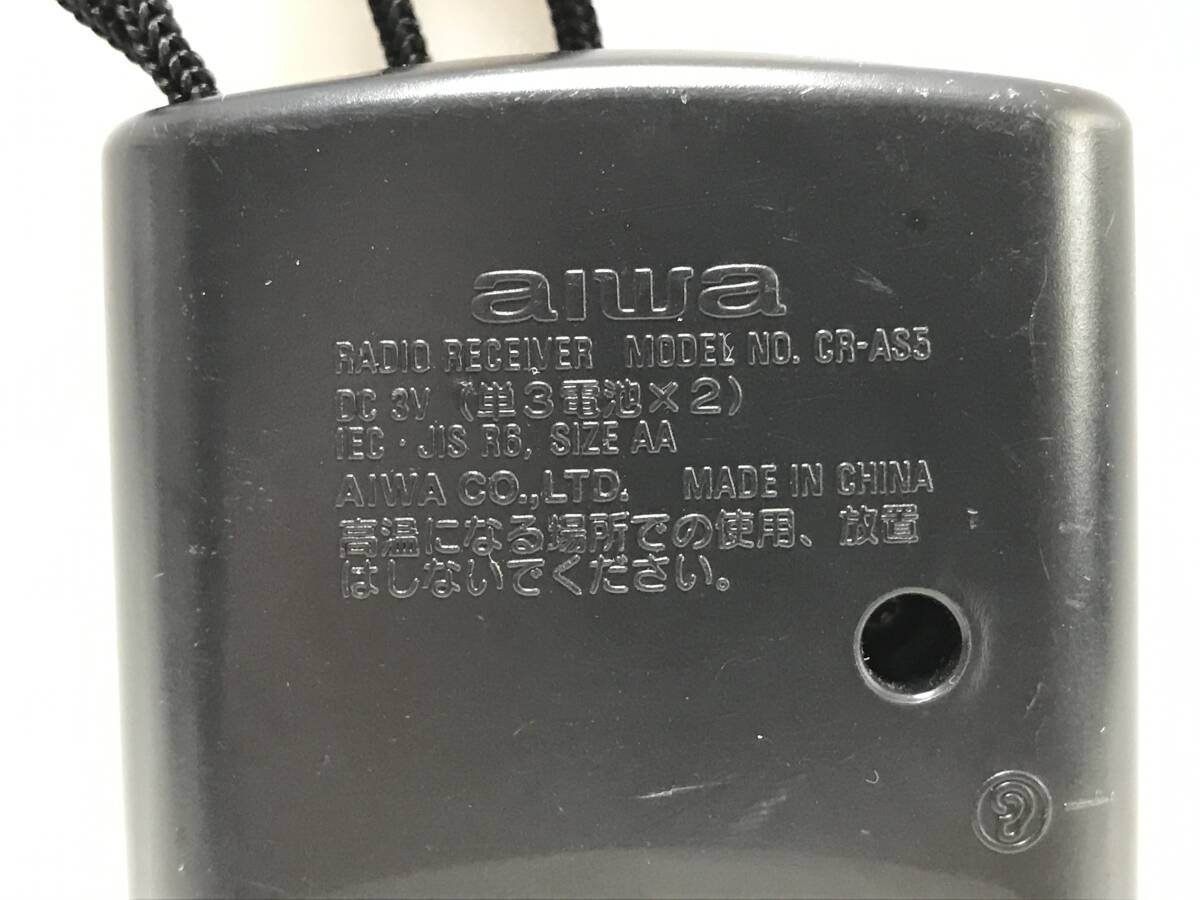 aiwa
RADIO RECEIVER MODEL NO. CR-AS5
DC 3V (単3電池×2)
IEC・JIS R6, SIZE AA
AIWA CO.,LTD. MADE IN CHINA
高温になる場所での使用、放置
はしないでください。